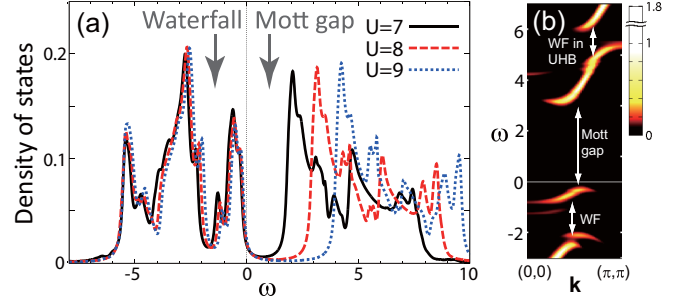 (a) Waterfall Mott gap
U=7
U=8
U=9
Density of states
0.2
0.1
0
-5 0 5 10
ω
(b)
1.8
1
0
WF in
UHB
Mott
gap
WF
ω
6
4
2
0
-2
(0,0) k (π,π)